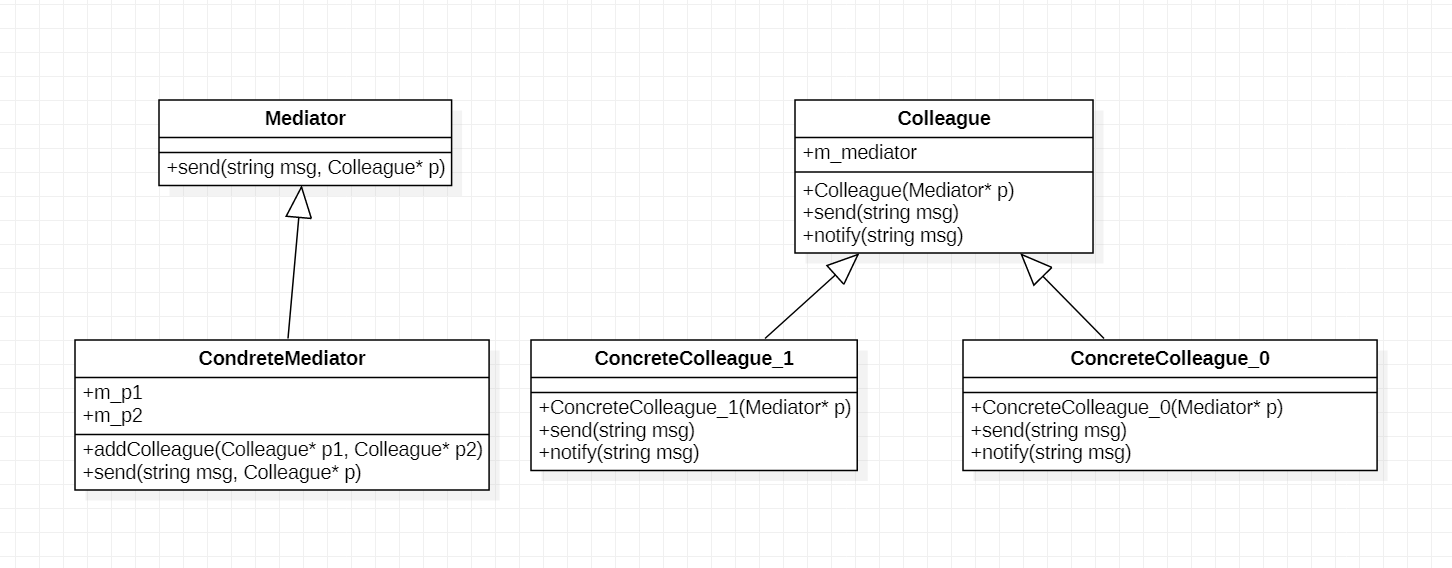 Mediator
+send(string msg, Colleague* p)
Colleague
+m_mediator
+Colleague(Mediator* p)
+send(string msg)
+notify(string msg)
CondreteMediator
+m_p1
+m_p2
+addColleague(Colleague* p1, Colleague* p2)
+send(string msg, Colleague* p)
ConcreteColleague_1
+ConcreteColleague_1(Mediator* p)
+send(string msg)
+notify(string msg)
ConcreteColleague_0
+ConcreteColleague_0(Mediator* p)
+send(string msg)
+notify(string msg)